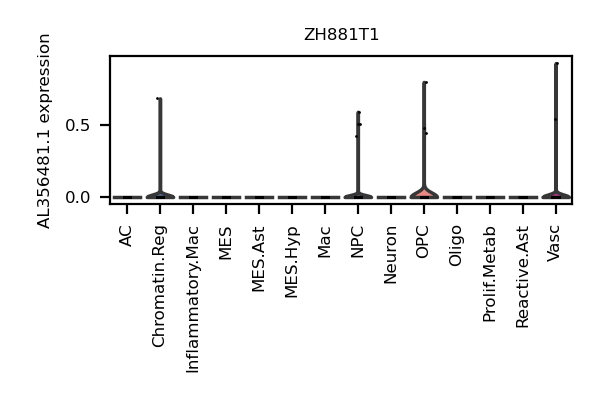 ZH881T1
AL356481.1 expression
0.5
0.0
AC
Chromatin.Reg
Inflammatory.Mac
MES
MES.Ast
MES.Hyp
Mac
NPC
Neuron
OPC
Oligo
Prolif.Metab
Reactive.Ast
Vasc